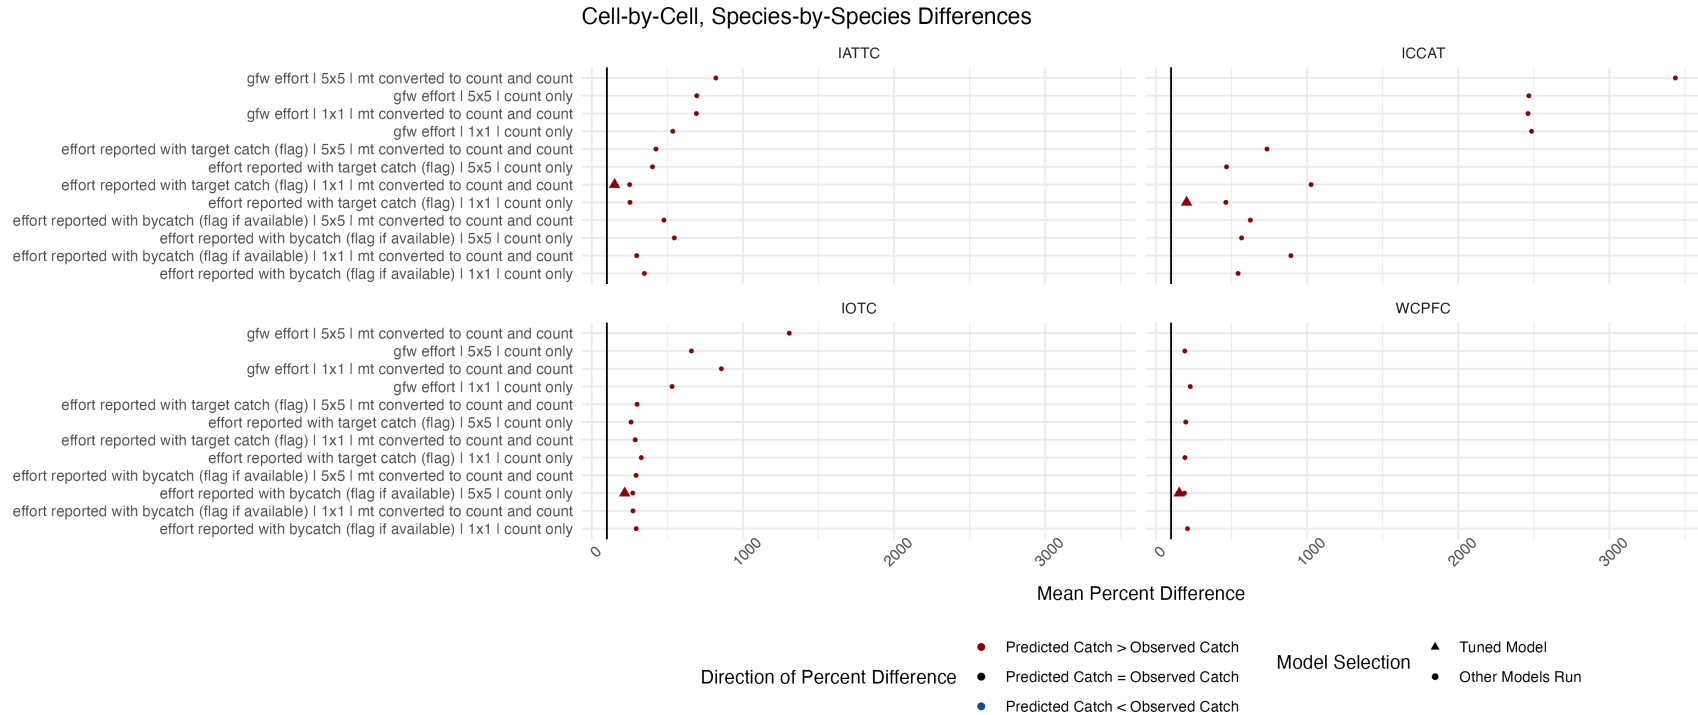 Cell-by-Cell, Species-by-Species Differences
IATTC
ICCAT
gfw effort | 5x5 | mt converted to count and count
gfw effort | 5x5 | count only
gfw effort | 1x1 | mt converted to count and count
gfw effort | 1x1 | count only
effort reported with target catch (flag) | 5x5 | mt converted to count and count
effort reported with target catch (flag) | 5x5 | count only
effort reported with target catch (flag) | 1x1 | mt converted to count and count
effort reported with target catch (flag) | 1x1 | count only
effort reported with bycatch (flag if available) | 5x5 | mt converted to count and count
effort reported with bycatch (flag if available) | 5x5 | count only
effort reported with bycatch (flag if available) | 1x1 | mt converted to count and count
effort reported with bycatch (flag if available) | 1x1 | count only
IOTC
WCPFC
gfw effort | 5x5 | mt converted to count and count
gfw effort | 5x5 | count only
gfw effort | 1x1 | mt converted to count and count
gfw effort | 1x1 | count only
effort reported with target catch (flag) | 5x5 | mt converted to count and count
effort reported with target catch (flag) | 5x5 | count only
effort reported with target catch (flag) | 1x1 | mt converted to count and count
effort reported with target catch (flag) | 1x1 | count only
effort reported with bycatch (flag if available) | 5x5 | mt converted to count and count
effort reported with bycatch (flag if available) | 5x5 | count only
effort reported with bycatch (flag if available) | 1x1 | mt converted to count and count
effort reported with bycatch (flag if available) | 1x1 | count only
0 1000 2000 3000
0 1000 2000 3000
Mean Percent Difference
Direction of Percent Difference
Predicted Catch > Observed Catch
Predicted Catch = Observed Catch
Predicted Catch < Observed Catch
Model Selection
Tuned Model
Other Models Run